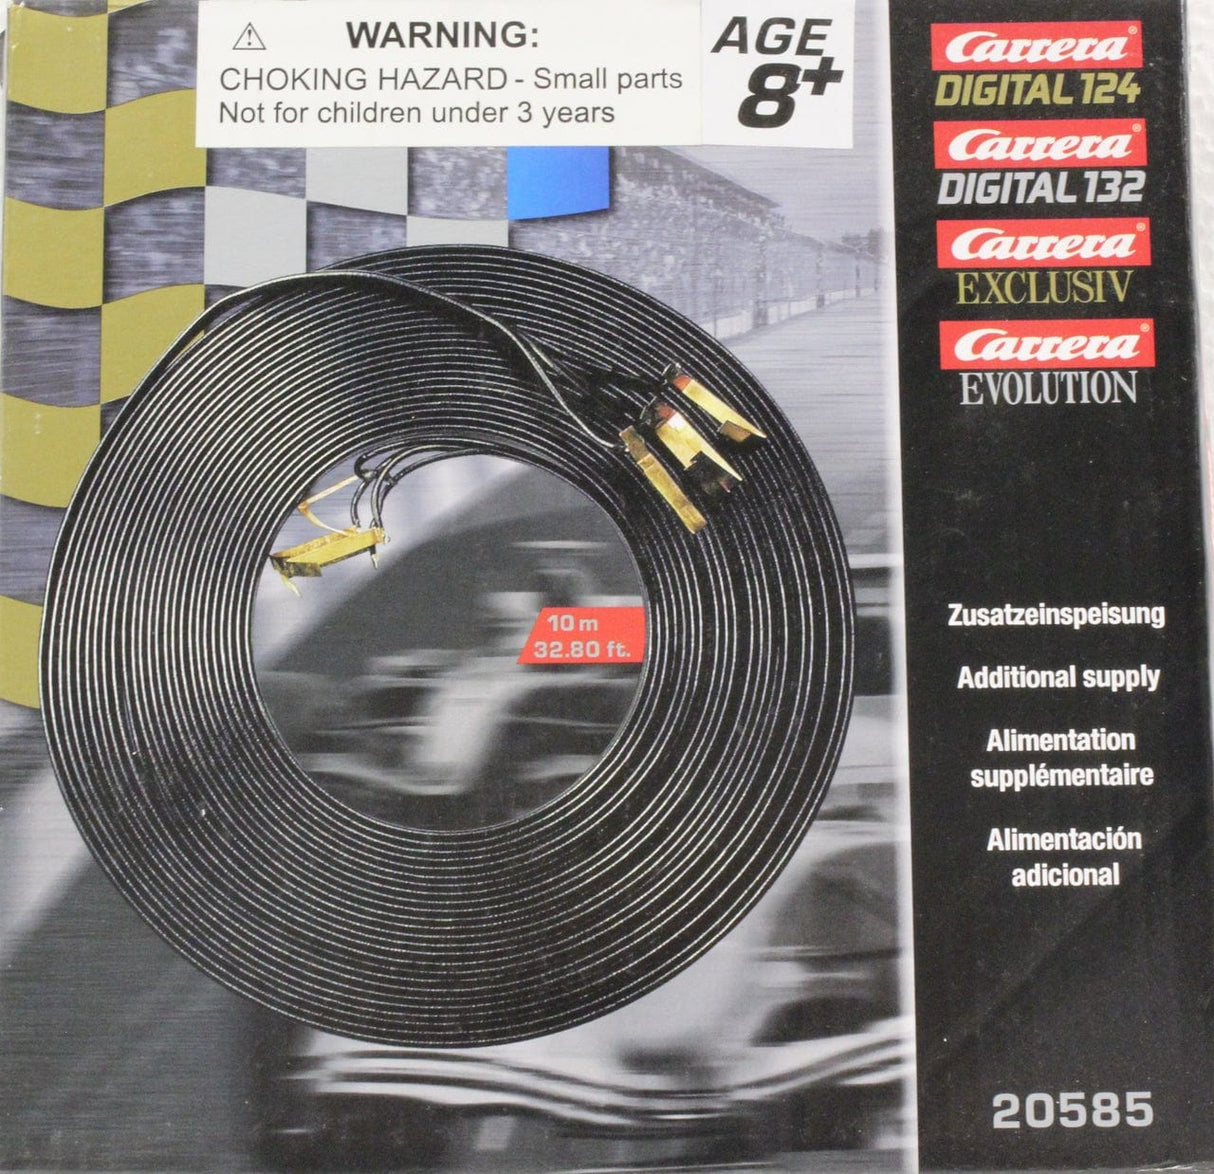 WARNING:
CHOKING HAZARD - Small parts
Not for children under 3 years
AGE
8+
Carrera®
DIGITAL 124
Carrera®
DIGITAL 132
Carrera®
EXCLUSIV
Carrera®
EVOLUTION
10 m
32.80 ft.
Zusatzeinspeisung
Additional supply
Alimentation
supplémentaire
Alimentación
adicional
20585